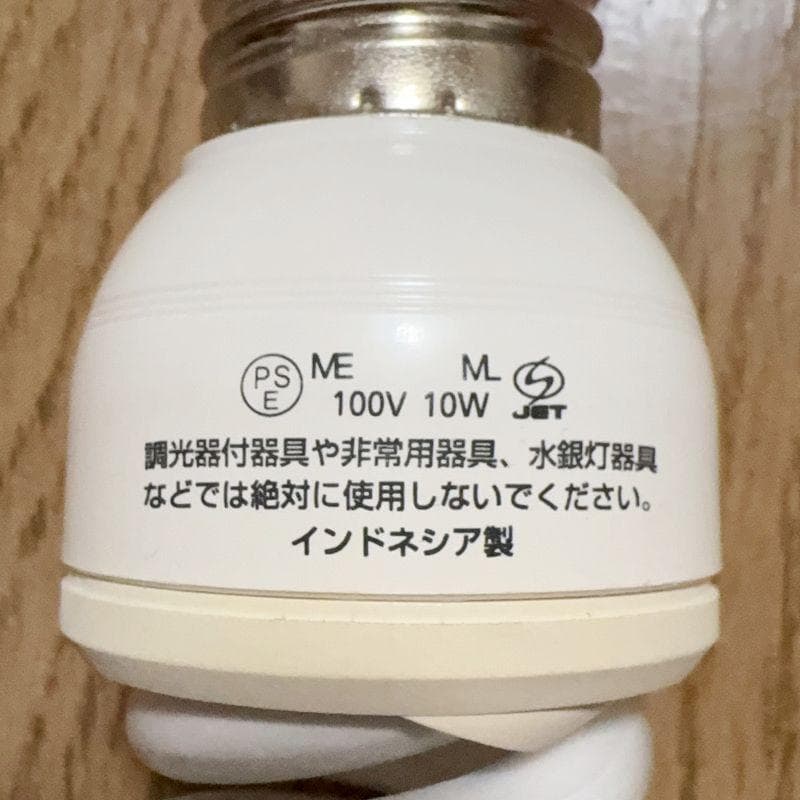 PS E ME ML JET
100V 10W
調光器付器具や非常用器具、水銀灯器具
などでは絶対に使用しないでください。
インドネシア製